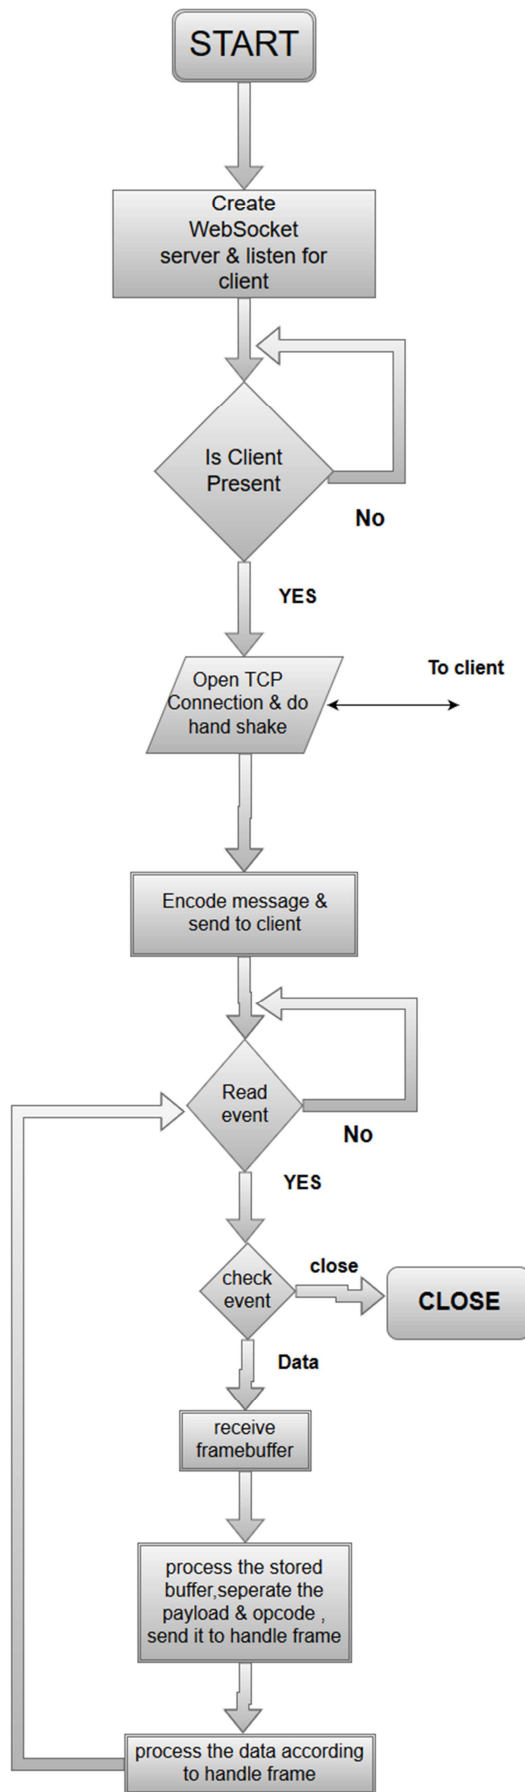 START
Create
WebSocket
server & listen for
client
Is Client
Present
No
YES
Open TCP
Connection & do
hand shake
To client
Encode message &
send to client
Read
event
No
YES
check
event
close
CLOSE
Data
receive
framebuffer
process the stored
buffer,seperate the
payload & opcode ,
send it to handle frame
process the data according
to handle frame